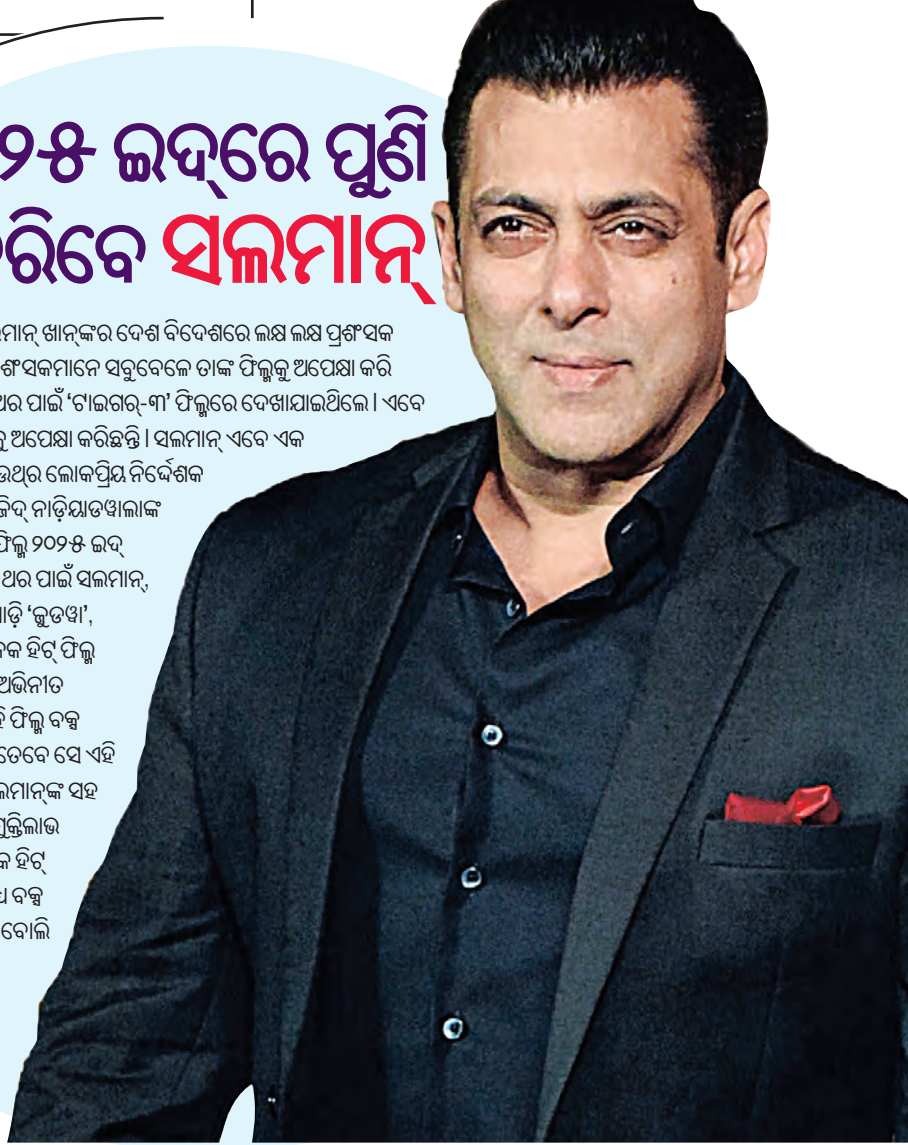 ୨୫ ଇଦ୍‌ରେ ପୁଣି
ରିବେ ସଲମାନ୍
ମାନ୍ ଖାନ୍‌ଙ୍କର ଦେଶ ବିଦେଶରେ ଲକ୍ଷ ଲକ୍ଷ ପ୍ରଶଂସକ
ଶଂସକମାନେ ସବୁବେଳେ ତାଙ୍କ ଫିଲ୍ମକୁ ଅପେକ୍ଷା କରି
ଥର ପାଇଁ ‘ଟାଇଗର୍-୩’ ଫିଲ୍ମରେ ଦେଖାଯାଇଥିଲେ । ଏବେ
କୁ ଅପେକ୍ଷା କରିଛନ୍ତି । ସଲମାନ୍ ଏବେ ଏକ
ଉଥ୍‌ର ଲୋକପ୍ରିୟ ନିର୍ଦ୍ଦେଶକ
ଜିଦ୍ ନାଡ଼ିୟାଡୱାଲାଙ୍କ
ଫିଲ୍ମ ୨୦୨୫ ଇଦ୍
ଥର ପାଇଁ ସଲମାନ୍,
ୋଡ଼ି ‘ଜୁଡୱା’,
ନକ ହିଟ୍ ଫିଲ୍ମ
ଅଭିନୀତ
ହି ଫିଲ୍ମ ବକ୍ସ
ତେବେ ସେ ଏହି
ଲମାନ୍‌ଙ୍କ ସହ
ମୁକ୍ତିଲାଭ
କ ହିଟ୍
ଧ ବକ୍ସ
ବୋଲି